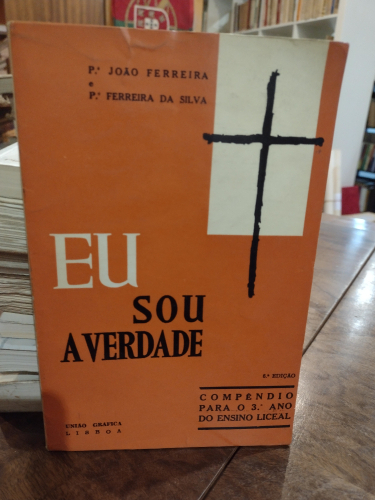 P.ᵉ JOÃO FERREIRA
e
P.ᵉ FERREIRA DA SILVA
EU
SOU
A VERDADE
6.ª EDIÇÃO
COMPÊNDIO
PARA O 3.º ANO
DO ENSINO LICEAL
UNIÃO GRÁFICA
LISBOA